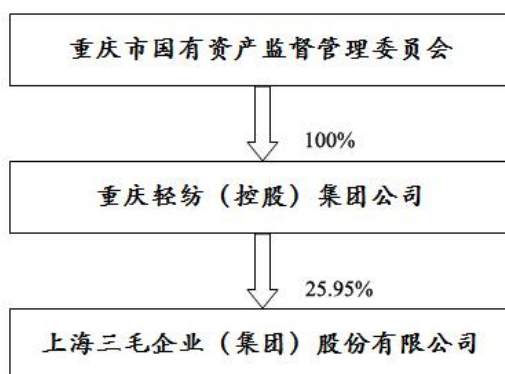 重庆市国有资产监督管理委员会
100%
重庆轻纺（控股）集团公司
25.95%
上海三毛企业（集团）股份有限公司